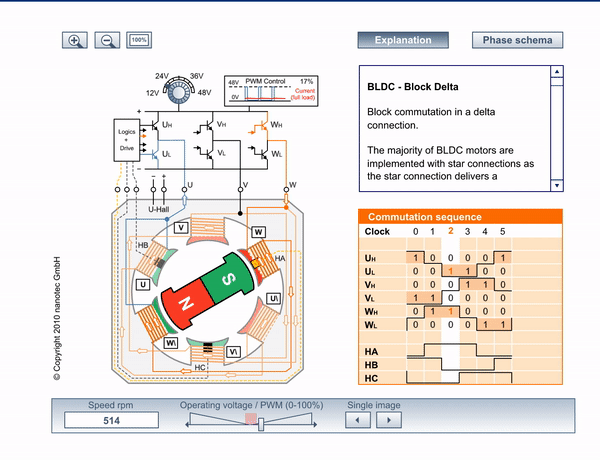 100%
Explanation
Phase schema
24V 36V
12V 48V
48V PWM Control 17%
0V Current
(full load)
BLDC - Block Delta
Block commutation in a delta
connection.
The majority of BLDC motors are
implemented with star connections as
the star connection delivers a
+
Logics
+
Drive
UH VH WH
UL VL WL
-
− +
U-Hall
U V W
V W
HB HA
U U\
S
N
W\ V\
HC
© Copyright 2010 nanotec GmbH
Commutation sequence
Clock 0 1 2 3 4 5
UH 1 0 0 0 0 1
UL 0 0 1 1 0 0
VH 0 0 0 1 1 0
VL 1 1 0 0 0 0
WH 0 1 1 0 0 0
WL 0 0 0 0 1 1
HA
HB
HC
Speed rpm
514
Operating voltage / PWM (0-100%)
Single image